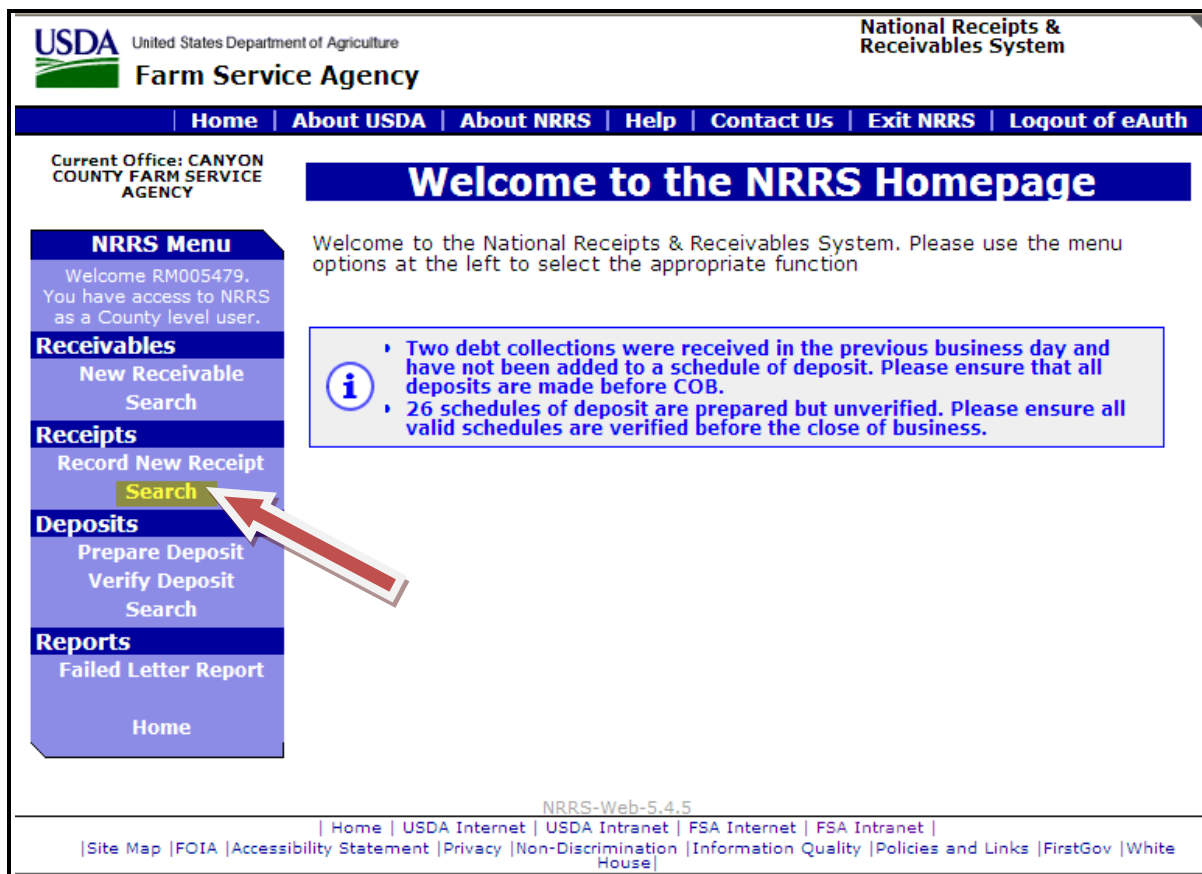 USDA United States Department of Agriculture
Farm Service Agency
National Receipts &
Receivables System
| Home | About USDA | About NRRS | Help | Contact Us | Exit NRRS | Logout of eAuth
Current Office: CANYON
COUNTY FARM SERVICE
AGENCY
Welcome to the NRRS Homepage
NRRS Menu
Welcome RM005479.
You have access to NRRS
as a County level user.
Receivables
New Receivable
Search
Receipts
Record New Receipt
Search
Deposits
Prepare Deposit
Verify Deposit
Search
Reports
Failed Letter Report
Home
Welcome to the National Receipts & Receivables System. Please use the menu
options at the left to select the appropriate function
i
Two debt collections were received in the previous business day and
have not been added to a schedule of deposit. Please ensure that all
deposits are made before COB.
26 schedules of deposit are prepared but unverified. Please ensure all
valid schedules are verified before the close of business.
NRRS-Web-5.4.5
| Home | USDA Internet | USDA Intranet | FSA Internet | FSA Intranet |
|Site Map |FOIA |Accessibility Statement |Privacy |Non-Discrimination |Information Quality |Policies and Links |FirstGov |White
House|